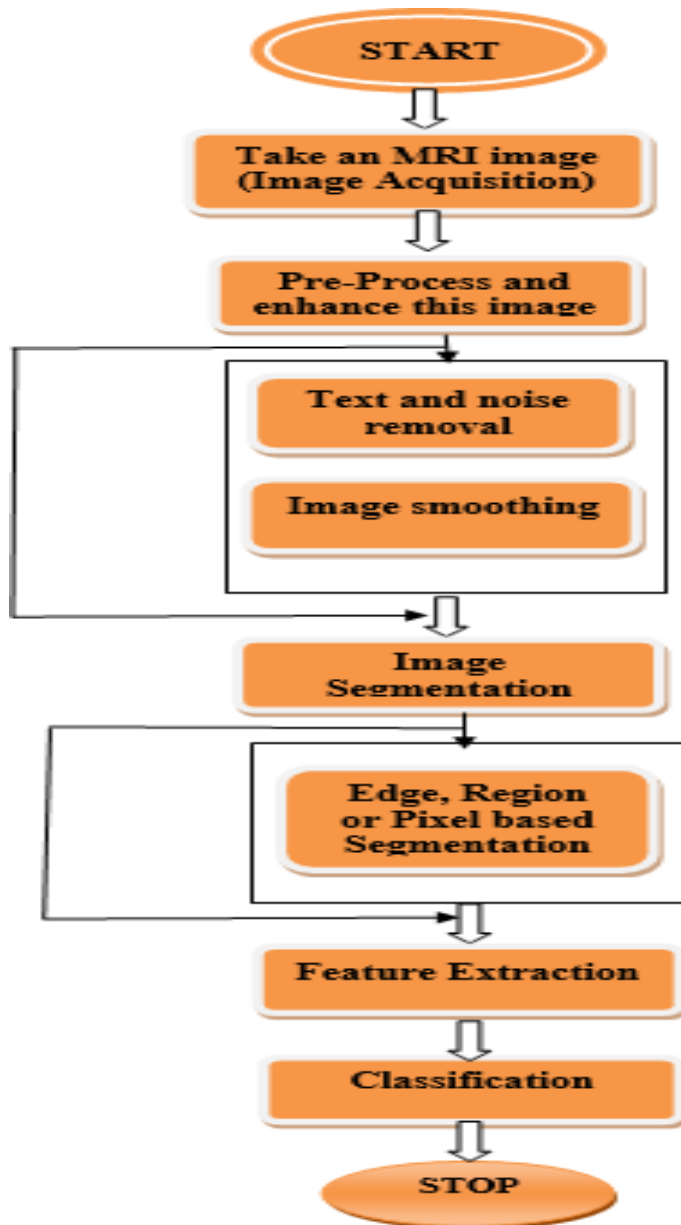 START
Take an MRI image
(Image Acquisition)
Pre-Process and
enhance this image
Text and noise
removal
Image smoothing
Image
Segmentation
Edge, Region
or Pixel based
Segmentation
Feature Extraction
Classification
STOP